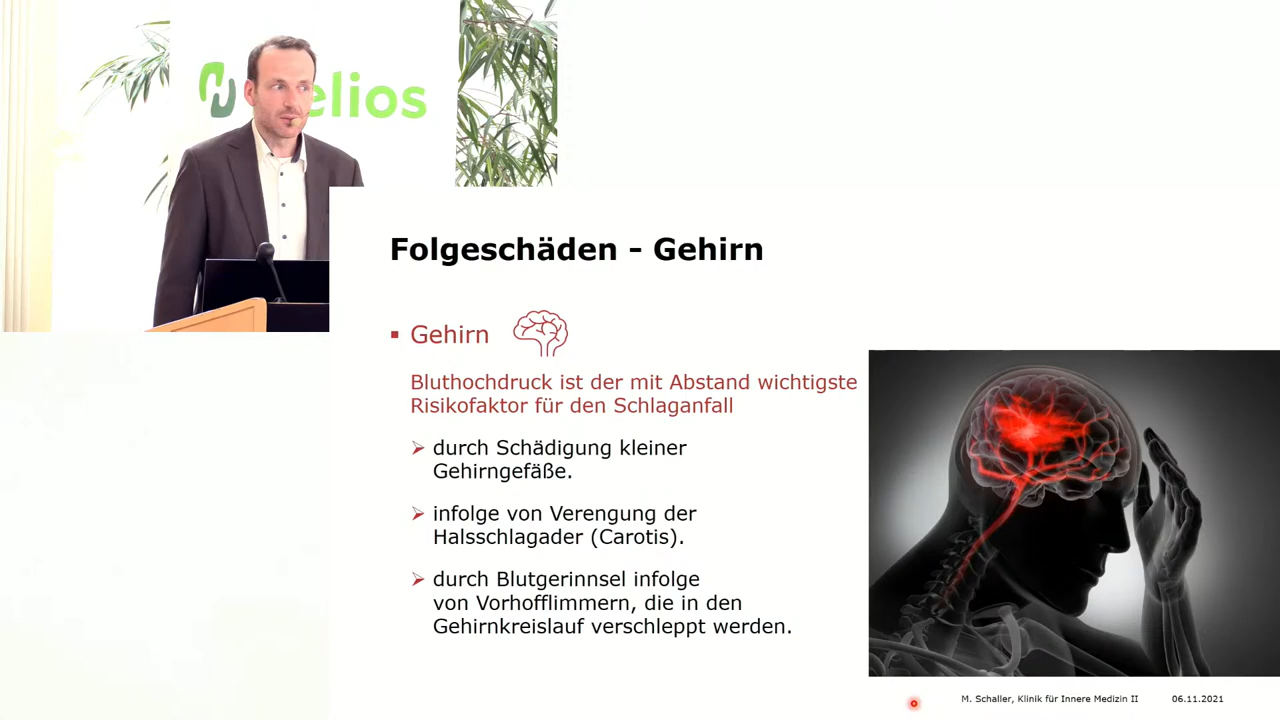 elios
Folgeschäden - Gehirn
Gehirn
Bluthochdruck ist der mit Abstand wichtigste
Risikofaktor für den Schlaganfall
durch Schädigung kleiner
Gehirngefäße.
infolge von Verengung der
Halsschlagader (Carotis).
durch Blutgerinnsel infolge
von Vorhofflimmern, die in den
Gehirnkreislauf verschleppt werden.
M. Schaller, Klinik für Innere Medizin II 06.11.2021